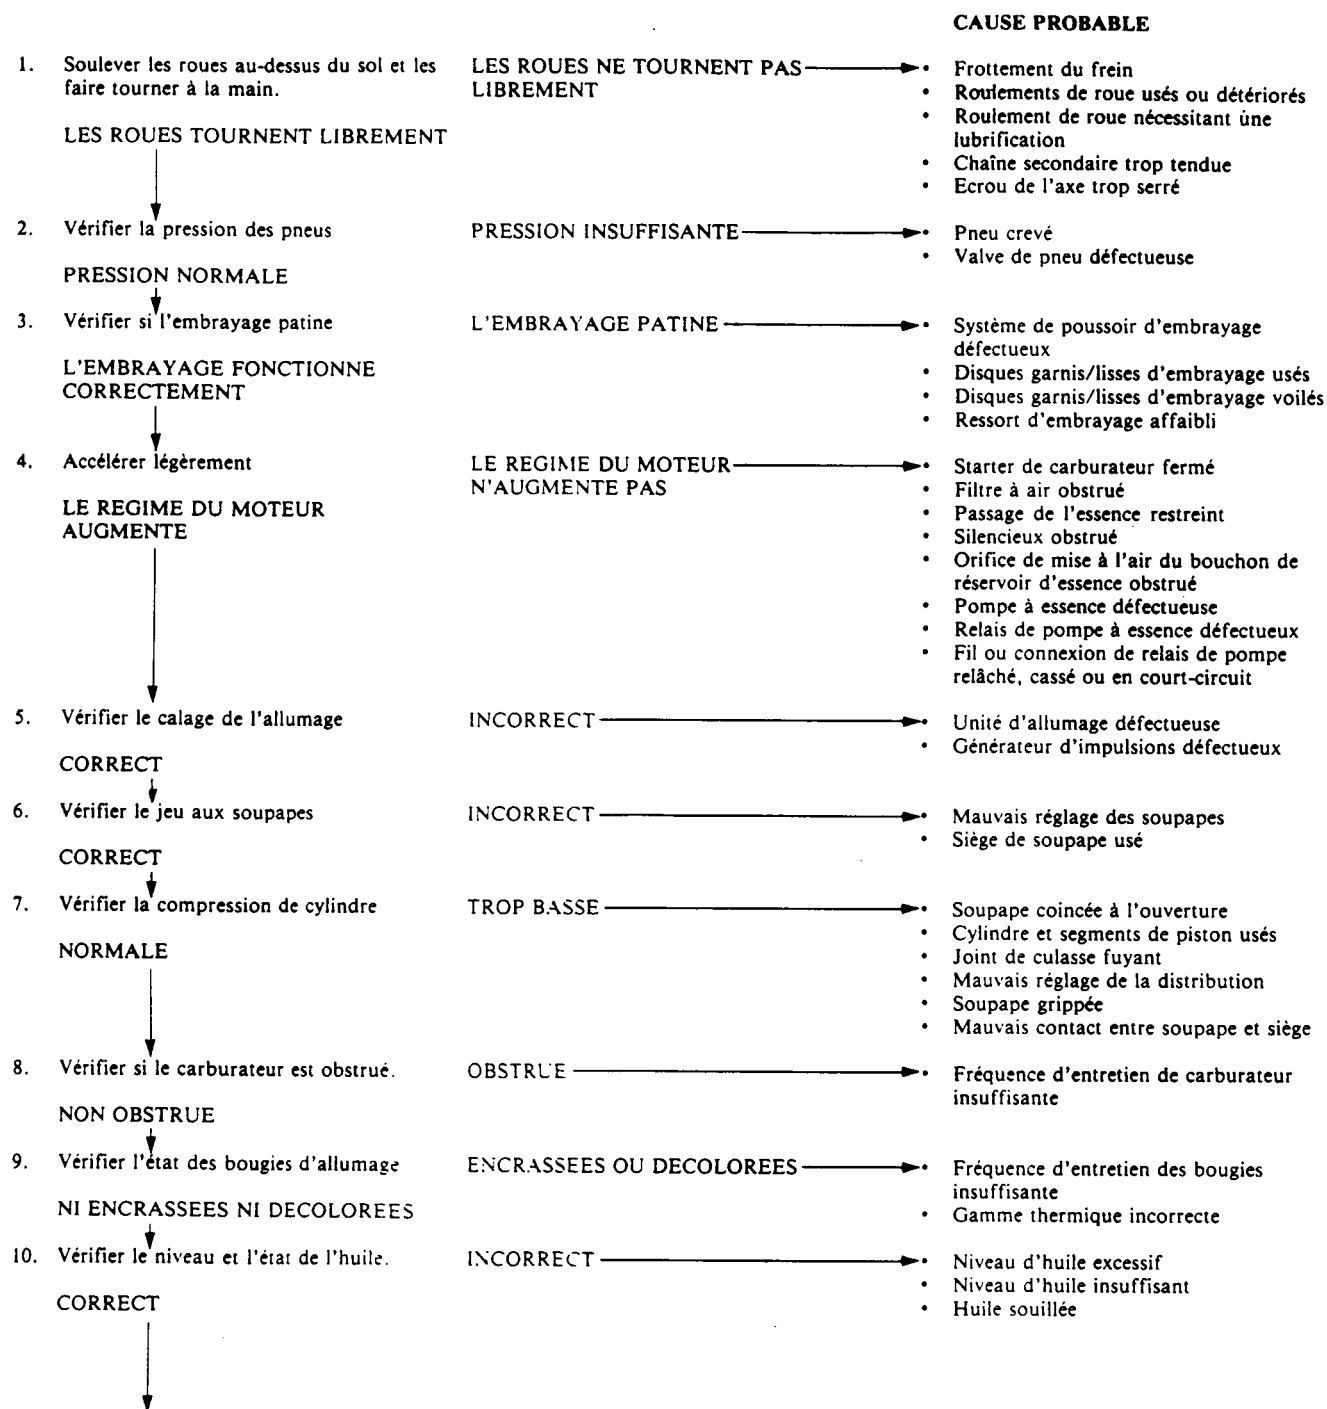 CAUSE PROBABLE
1. Soulever les roues au-dessus du sol et les
faire tourner à la main.
LES ROUES TOURNENT LIBREMENT
LES ROUES NE TOURNENT PAS
LIBREMENT
• Frottement du frein
• Roulements de roue usés ou détériorés
• Roulement de roue nécessitant une
lubrification
• Chaîne secondaire trop tendue
• Ecrou de l'axe trop serré
2. Vérifier la pression des pneus
PRESSION NORMALE
PRESSION INSUFFISANTE
• Pneu crevé
• Valve de pneu défectueuse
3. Vérifier si l'embrayage patine
L'EMBRAYAGE FONCTIONNE
CORRECTEMENT
L'EMBRAYAGE PATINE
• Système de poussoir d'embrayage
défectueux
• Disques garnis/lisses d'embrayage usés
• Disques garnis/lisses d'embrayage voilés
• Ressort d'embrayage affaibli
4. Accélérer légèrement
LE REGIME DU MOTEUR
AUGMENTE
LE REGIME DU MOTEUR
N'AUGMENTE PAS
• Starter de carburateur fermé
• Filtre à air obstrué
• Passage de l'essence restreint
• Silencieux obstrué
• Orifice de mise à l'air du bouchon de
réservoir d'essence obstrué
• Pompe à essence défectueuse
• Relais de pompe à essence défectueux
• Fil ou connexion de relais de pompe
relâché, cassé ou en court-circuit
5. Vérifier le calage de l'allumage
CORRECT
INCORRECT
• Unité d'allumage défectueuse
• Générateur d'impulsions défectueux
6. Vérifier le jeu aux soupapes
CORRECT
INCORRECT
• Mauvais réglage des soupapes
• Siège de soupape usé
7. Vérifier la compression de cylindre
NORMALE
TROP BASSE
• Soupape coincée à l'ouverture
• Cylindre et segments de piston usés
• Joint de culasse fuyant
• Mauvais réglage de la distribution
• Soupape grippée
• Mauvais contact entre soupape et siège
8. Vérifier si le carburateur est obstrué.
NON OBSTRUE
OBSTRUE
• Fréquence d'entretien de carburateur
insuffisante
9. Vérifier l'état des bougies d'allumage
NI ENCRASSEES NI DECOLOREES
ENCRASSEES OU DECOLOREES
• Fréquence d'entretien des bougies
insuffisante
• Gamme thermique incorrecte
10. Vérifier le niveau et l'état de l'huile.
CORRECT
INCORRECT
• Niveau d'huile excessif
• Niveau d'huile insuffisant
• Huile souillée